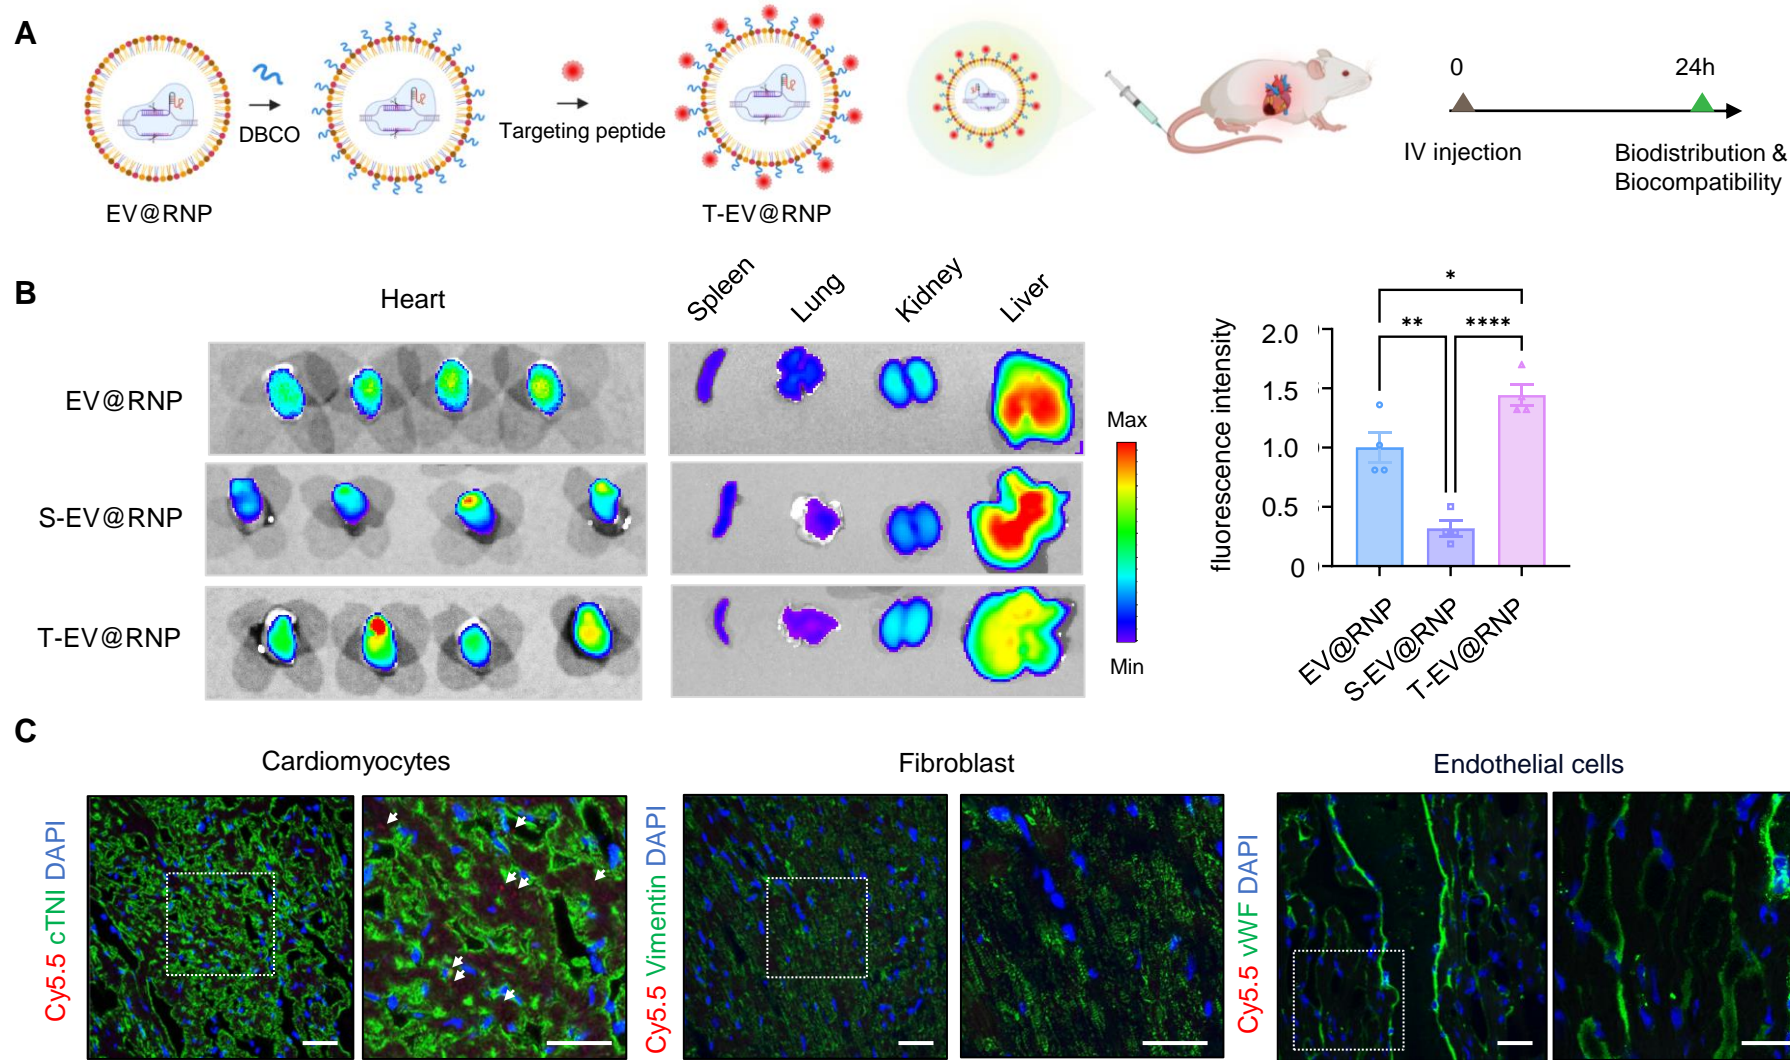 A
DBCO
Targeting peptide
EV@RNP
T-EV@RNP
0
24h
IV injection
Biodistribution &
Biocompatibility
B
Heart
Spleen
Lung
Kidney
Liver
EV@RNP
S-EV@RNP
T-EV@RNP
Max
Min
fluorescence intensity
2.0
1.5
1.0
0.5
0
*
**
****
EV@RNP
S-EV@RNP
T-EV@RNP
C
Cardiomyocytes
Fibroblast
Endothelial cells
Cy5.5 cTNI DAPI
Cy5.5 Vimentin DAPI
Cy5.5 vWF DAPI